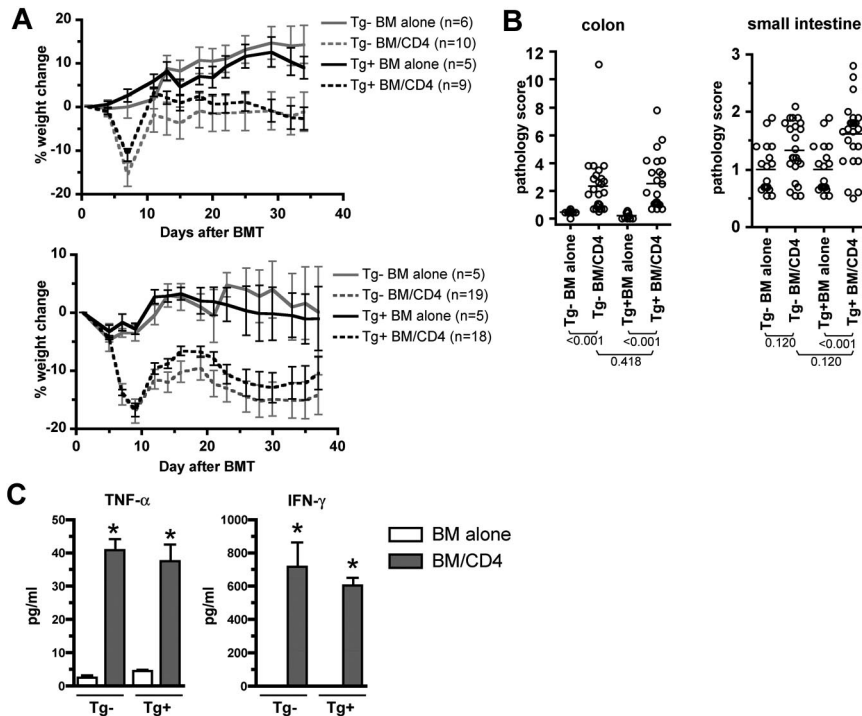 A
Tg- BM alone (n=6)
Tg- BM/CD4 (n=10)
Tg+ BM alone (n=5)
Tg+ BM/CD4 (n=9)
% weight change
20
10
0
-10
-20
0 10 20 30 40
Days after BMT
Tg- BM alone (n=5)
Tg- BM/CD4 (n=19)
Tg+ BM alone (n=5)
Tg+ BM/CD4 (n=18)
% weight change
10
0
-10
-20
0 10 20 30 40
Day after BMT
B
colon
pathology score
12
10
8
6
4
2
0
Tg- BM alone
Tg- BM/CD4
Tg+BM alone
Tg+ BM/CD4
<0.001 <0.001
0.418
small intestine
pathology score
3
2
1
0
Tg- BM alone
Tg- BM/CD4
Tg+BM alone
Tg+ BM/CD4
0.120 <0.001
0.120
C
TNF-α
pg/ml
50
40
30
20
10
0
* *
Tg- Tg+
IFN-γ
pg/ml
1000
800
600
400
200
0
* *
Tg- Tg+
BM alone
BM/CD4